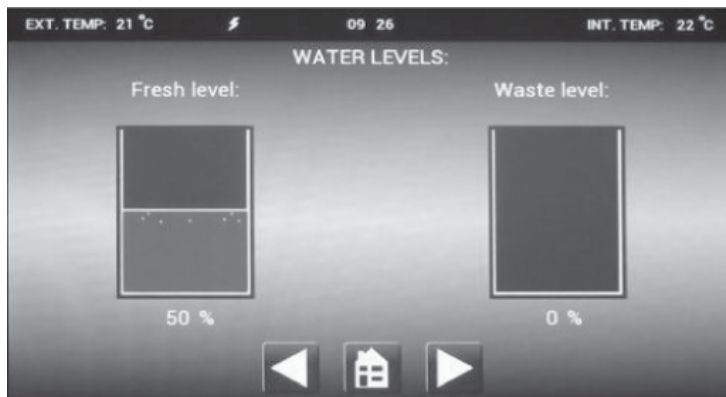 EXT. TEMP: 21 °C 09 26 INT. TEMP: 22 °C
WATER LEVELS:
Fresh level: Waste level:
50 % 0 %